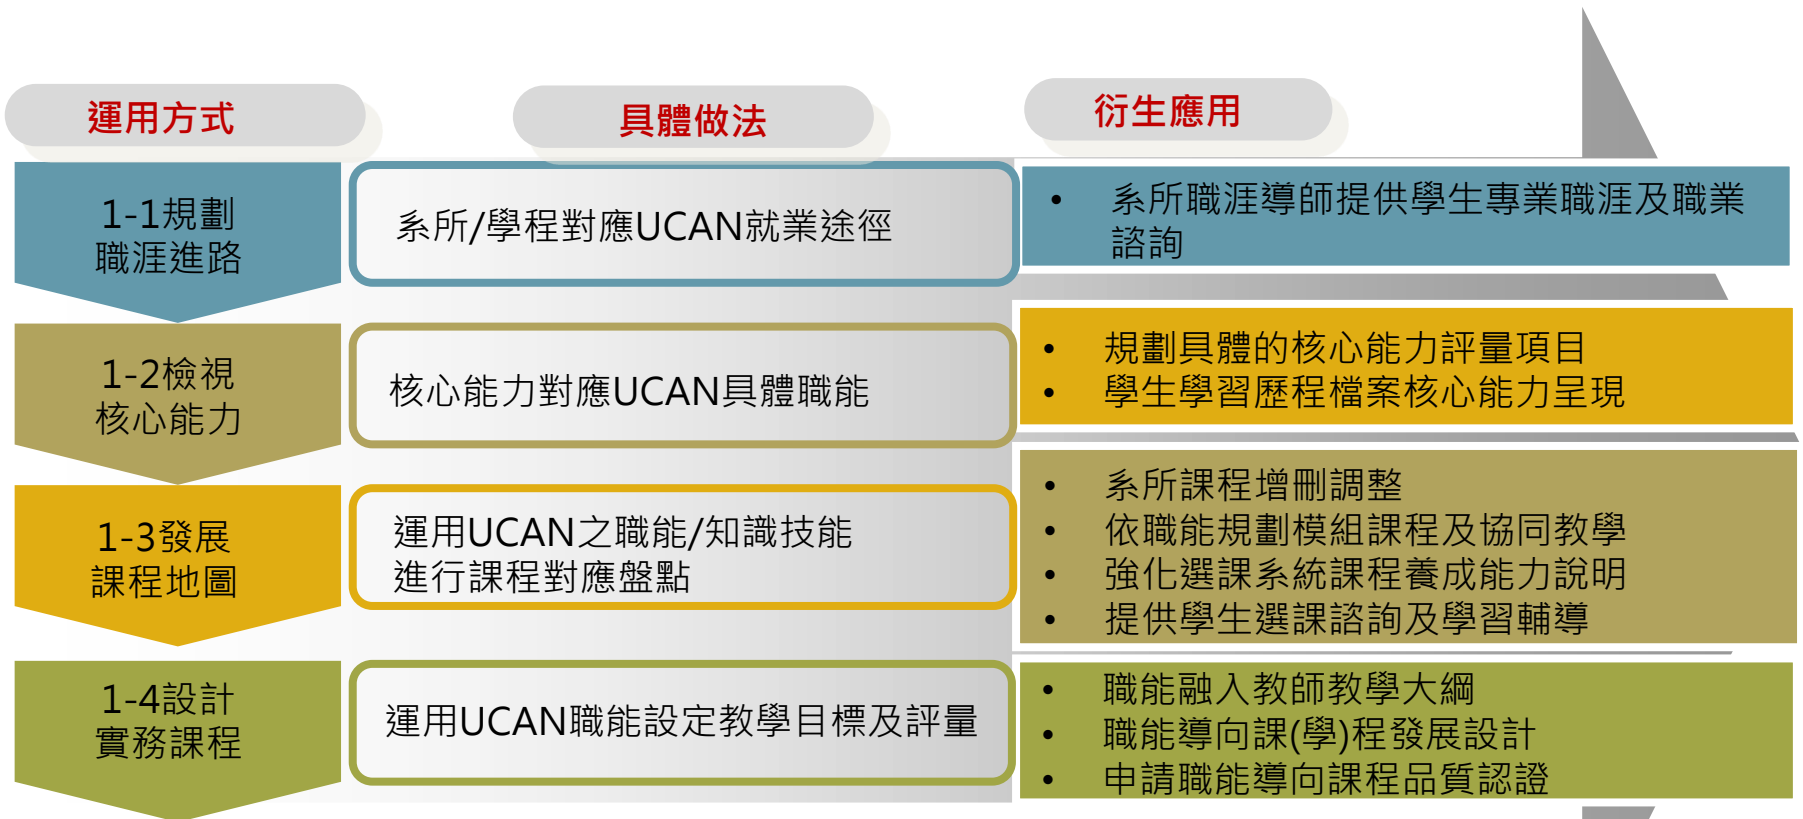 運用方式
具體做法
衍生應用
1-1規劃
職涯進路
系所/學程對應UCAN就業途徑
• 系所職涯導師提供學生專業職涯及職業
諮詢
1-2檢視
核心能力
核心能力對應UCAN具體職能
• 規劃具體的核心能力評量項目
• 學生學習歷程檔案核心能力呈現
1-3發展
課程地圖
運用UCAN之職能/知識技能
進行課程對應盤點
• 系所課程增刪調整
• 依職能規劃模組課程及協同教學
• 強化選課系統課程養成能力說明
• 提供學生選課諮詢及學習輔導
1-4設計
實務課程
運用UCAN職能設定教學目標及評量
• 職能融入教師教學大綱
• 職能導向課(學)程發展設計
• 申請職能導向課程品質認證